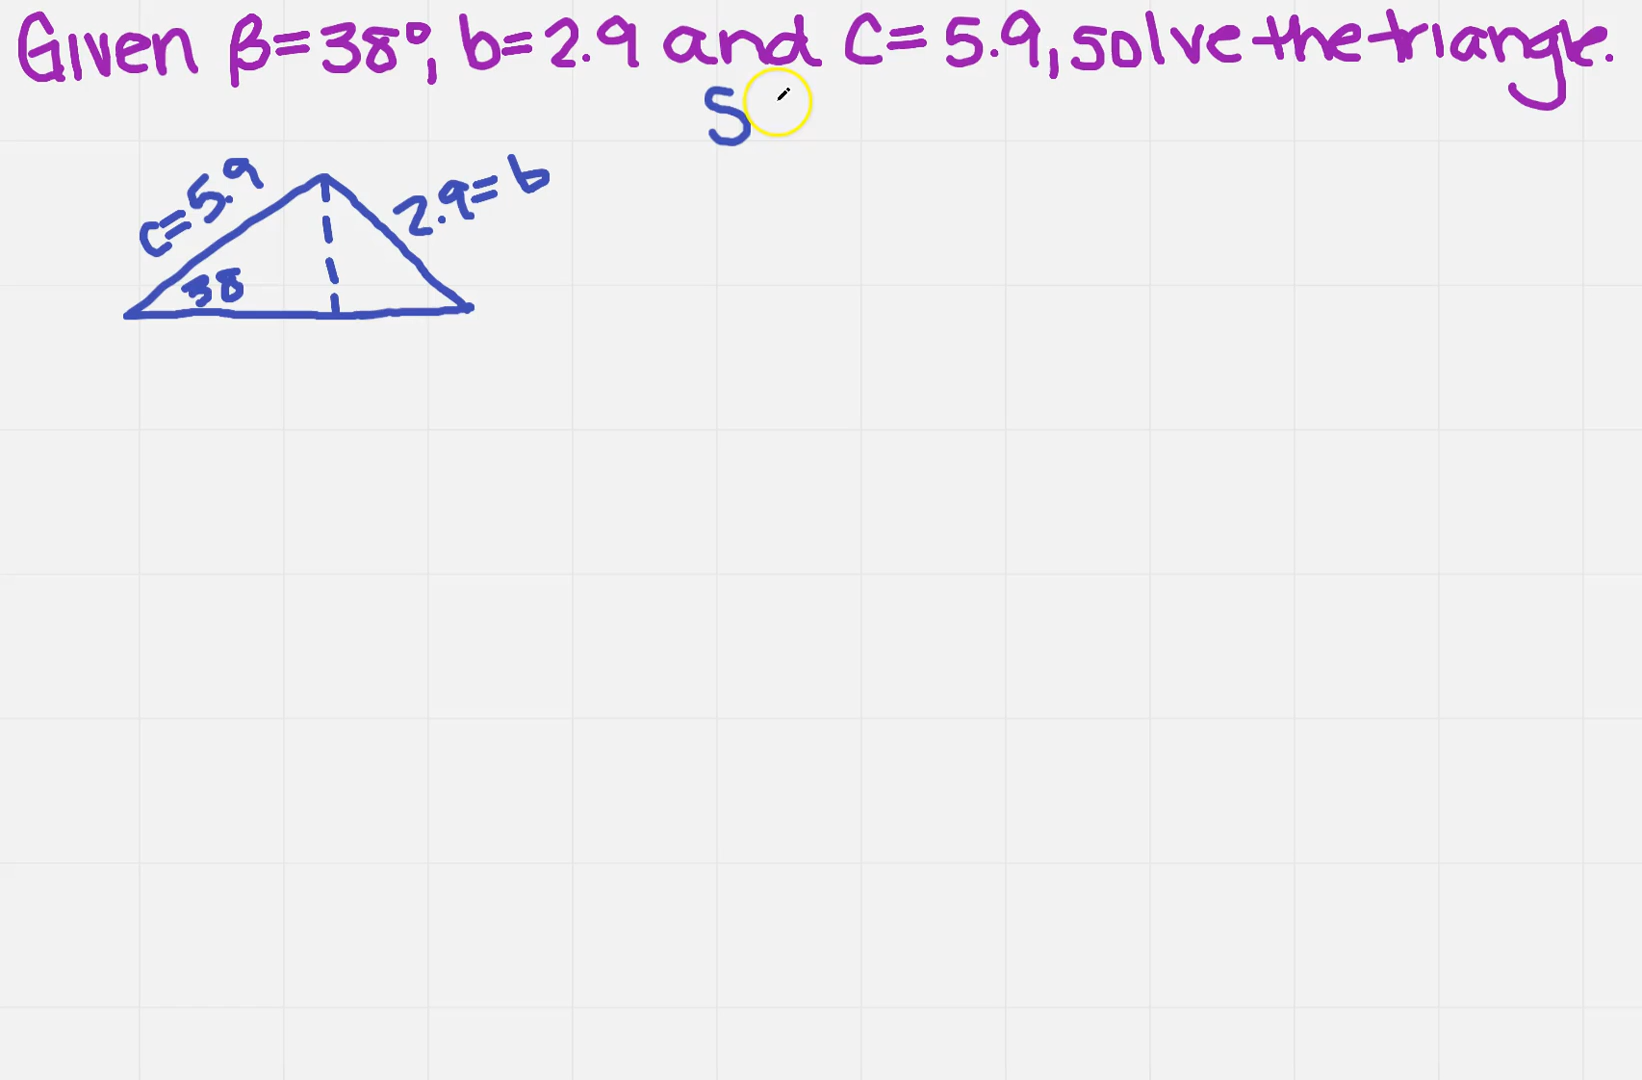 Given β=38°, b=2.9 and C=5.9, solve the triangle.
S
C=5.9
2.9=b
38